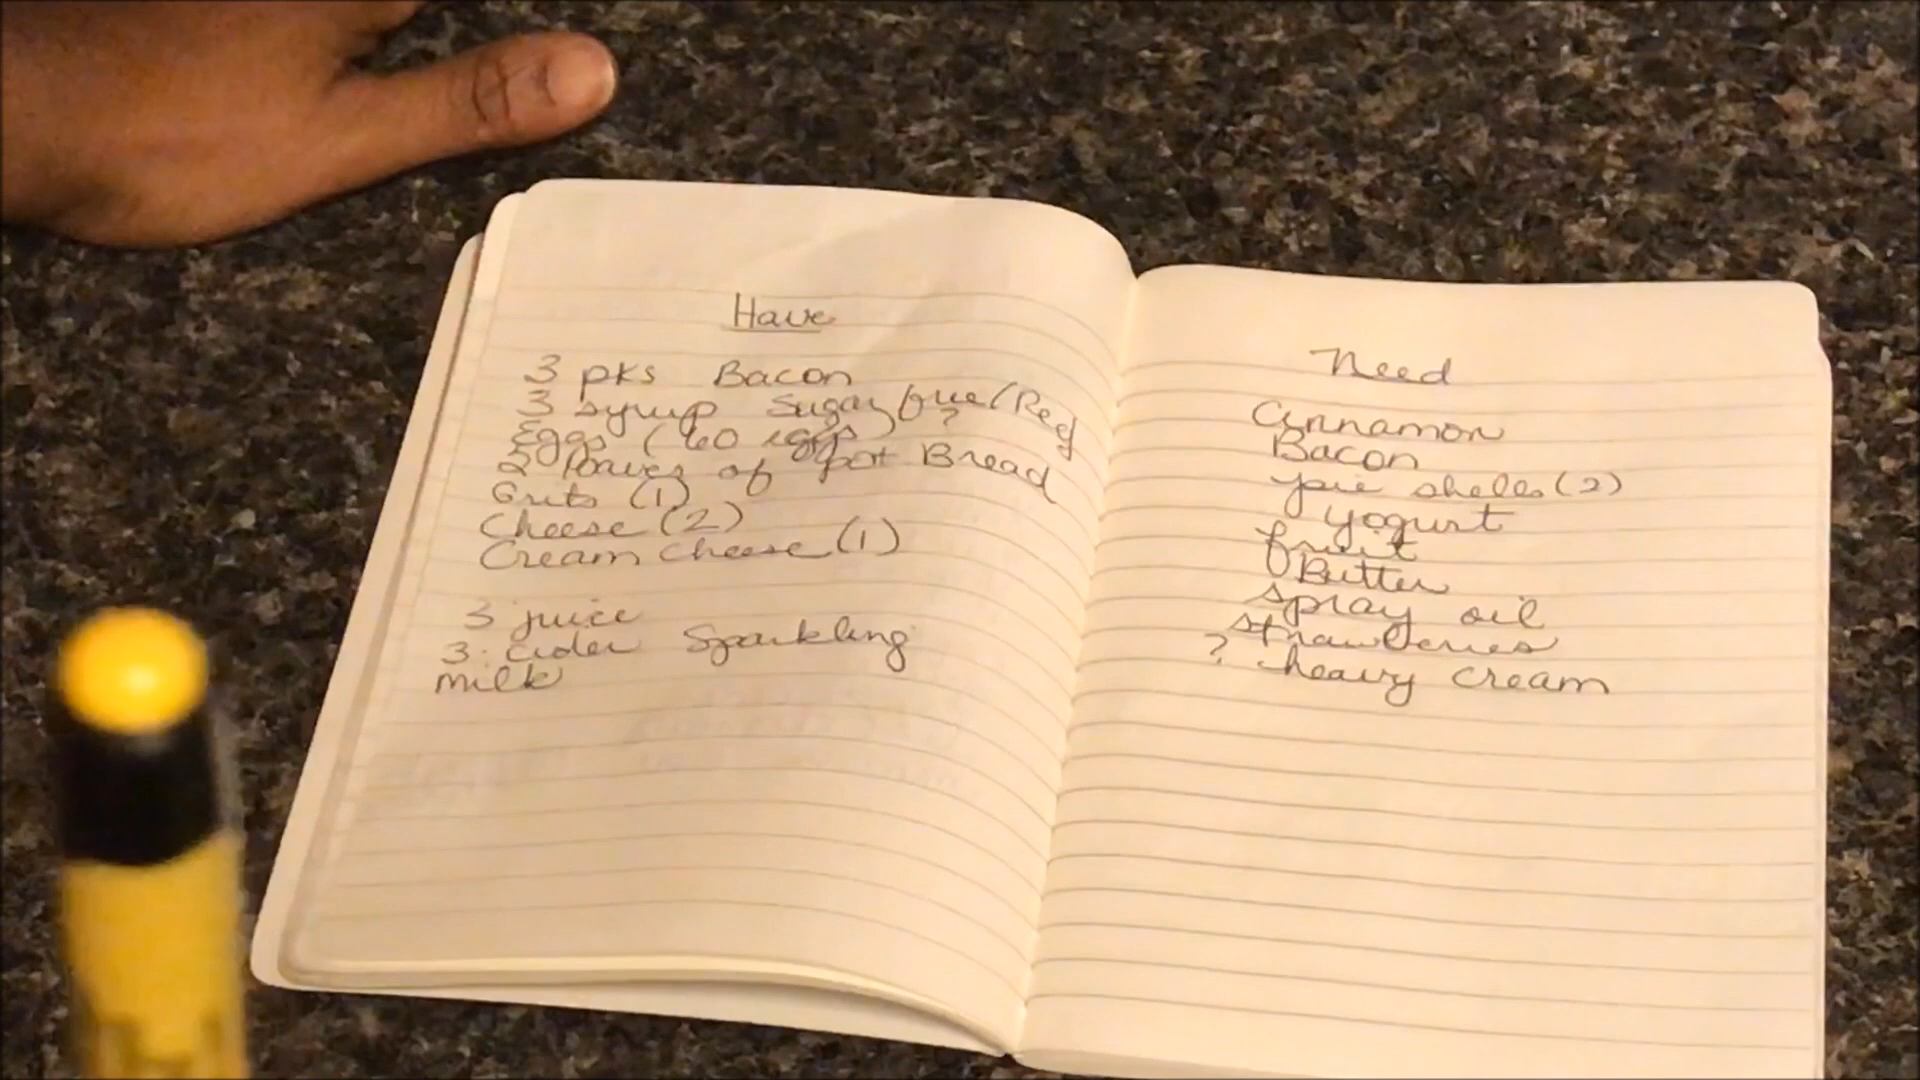 Have
3 pks Bacon
3 syrup Sugar free/Reg
Eggs (60 eggs)?
2 loaves of pot Bread
Grits (1)
Cheese (2)
Cream cheese (1)
3 juice
3 cider Sparkling
milk
Need
Cinnamon
Bacon
pie shells (2)
yogurt
fruit
Butter
spray oil
strawberries
? heavy cream